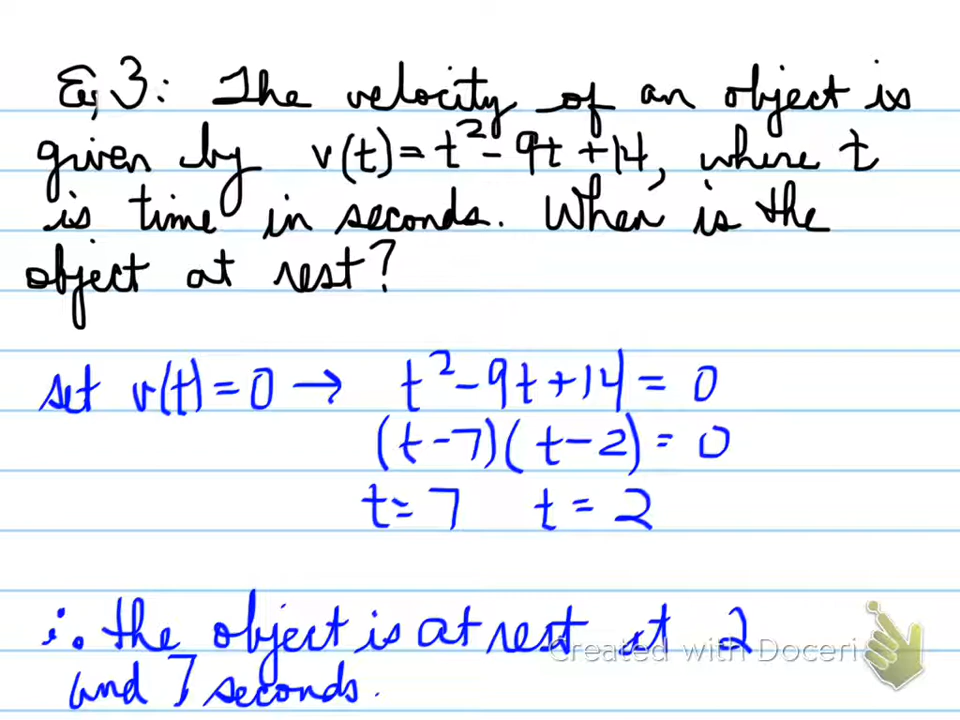 Ex, 3: The velocity of an object is
given by v(t) = t² - 9t + 14, where t
is time in seconds. When is the
object at rest?
set v(t) = 0 → t² - 9t + 14 = 0
(t - 7)(t - 2) = 0
t = 7 t = 2
∴ the object is at rest at 2
and 7 seconds.
Created with Doceri